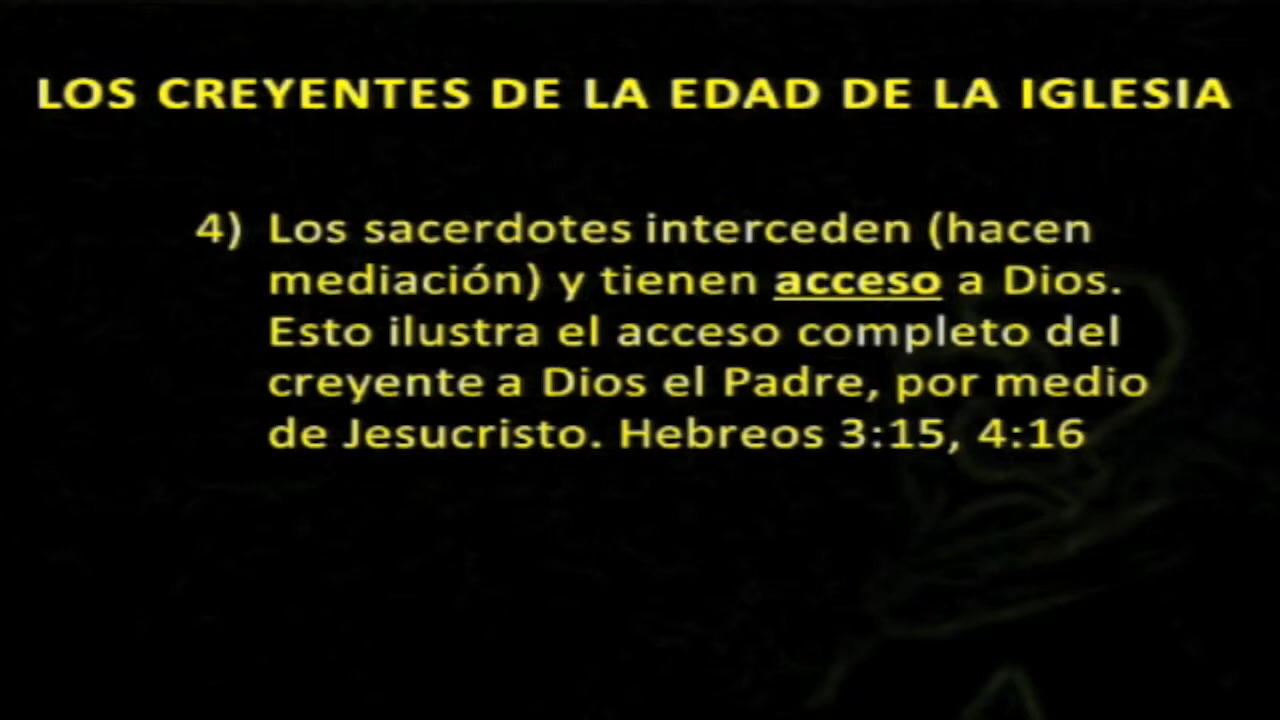 LOS CREYENTES DE LA EDAD DE LA IGLESIA
4) Los sacerdotes interceden (hacen
mediación) y tienen acceso a Dios.
Esto ilustra el acceso completo del
creyente a Dios el Padre, por medio
de Jesucristo. Hebreos 3:15, 4:16